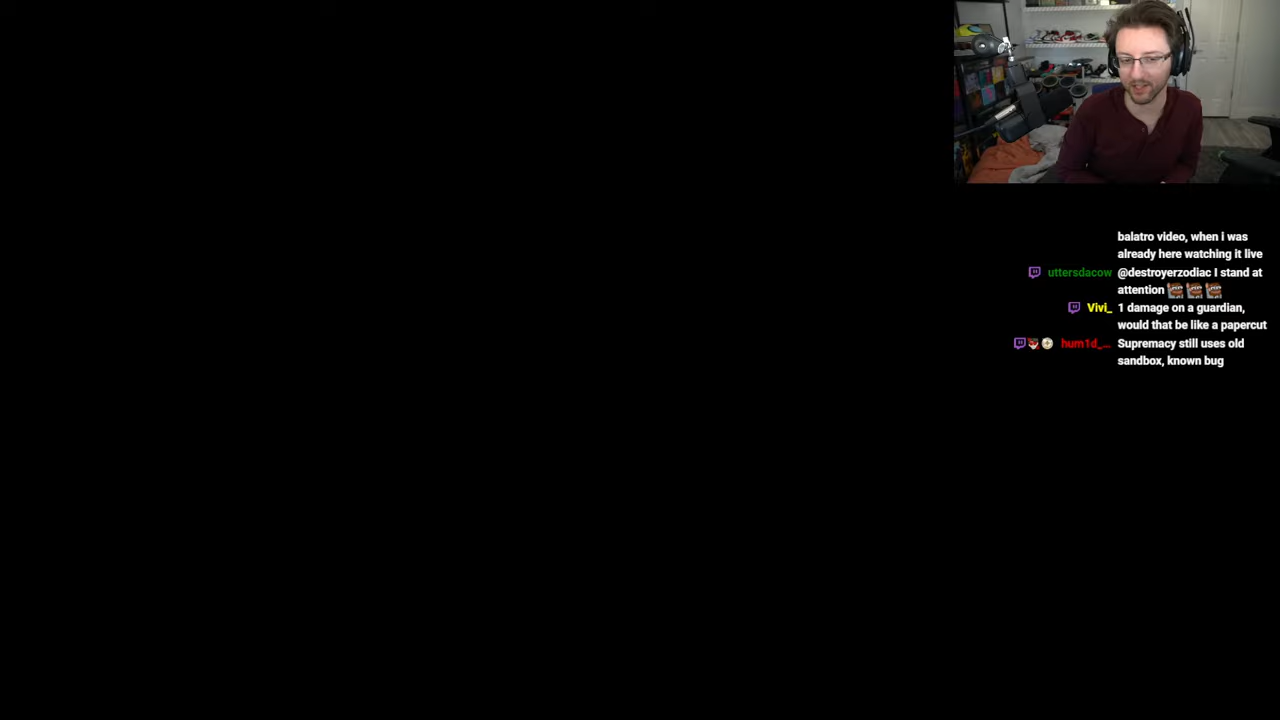 balatro video, when i was
already here watching it live
uttersdacow @destroyerzodiac I stand at
attention
Vivi_ 1 damage on a guardian,
would that be like a papercut
hum1d_... Supremacy still uses old
sandbox, known bug